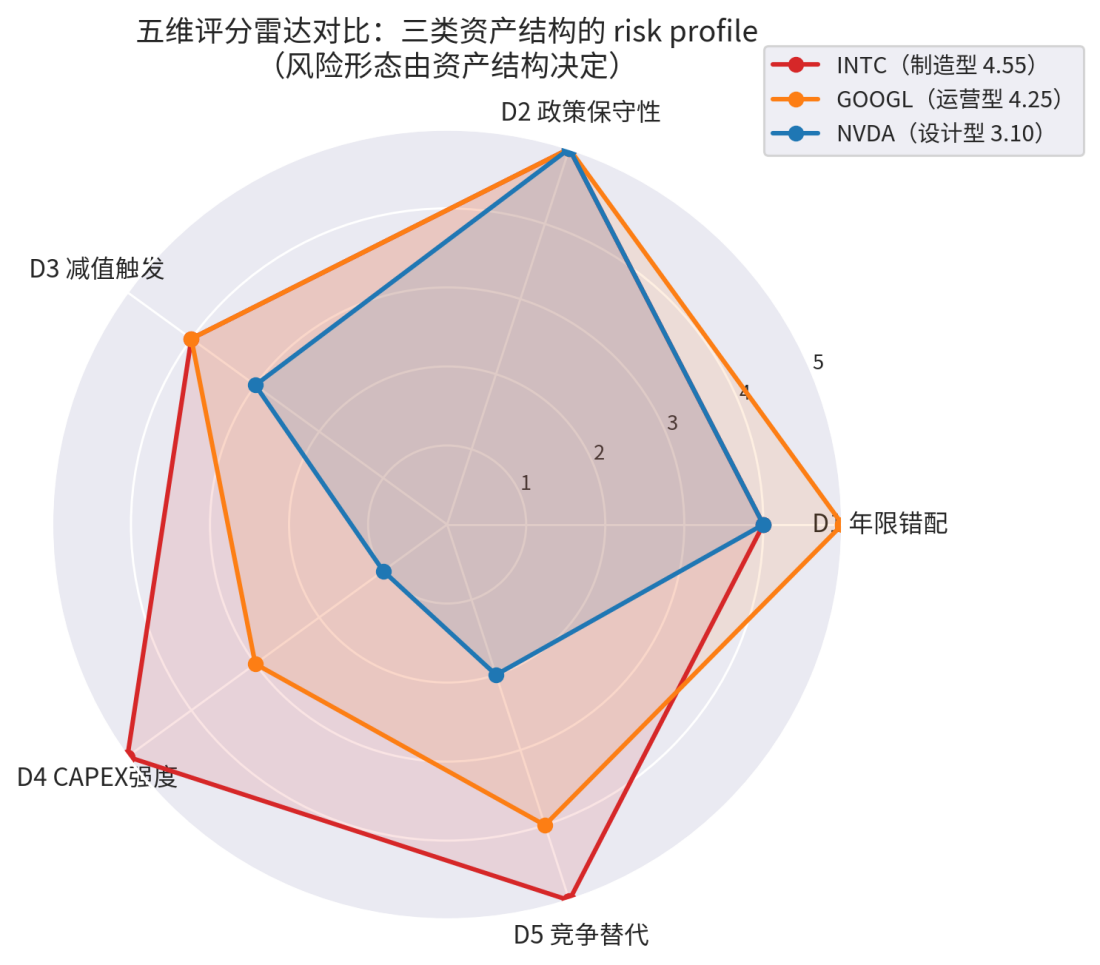 五维评分雷达对比：三类资产结构的 risk profile
（风险形态由资产结构决定）
INTC（制造型 4.55）
GOOGL（运营型 4.25）
NVDA（设计型 3.10）
D2 政策保守性
D3 减值触发
5
4
3
2
1
D1 年限错配
D4 CAPEX强度
D5 竞争替代